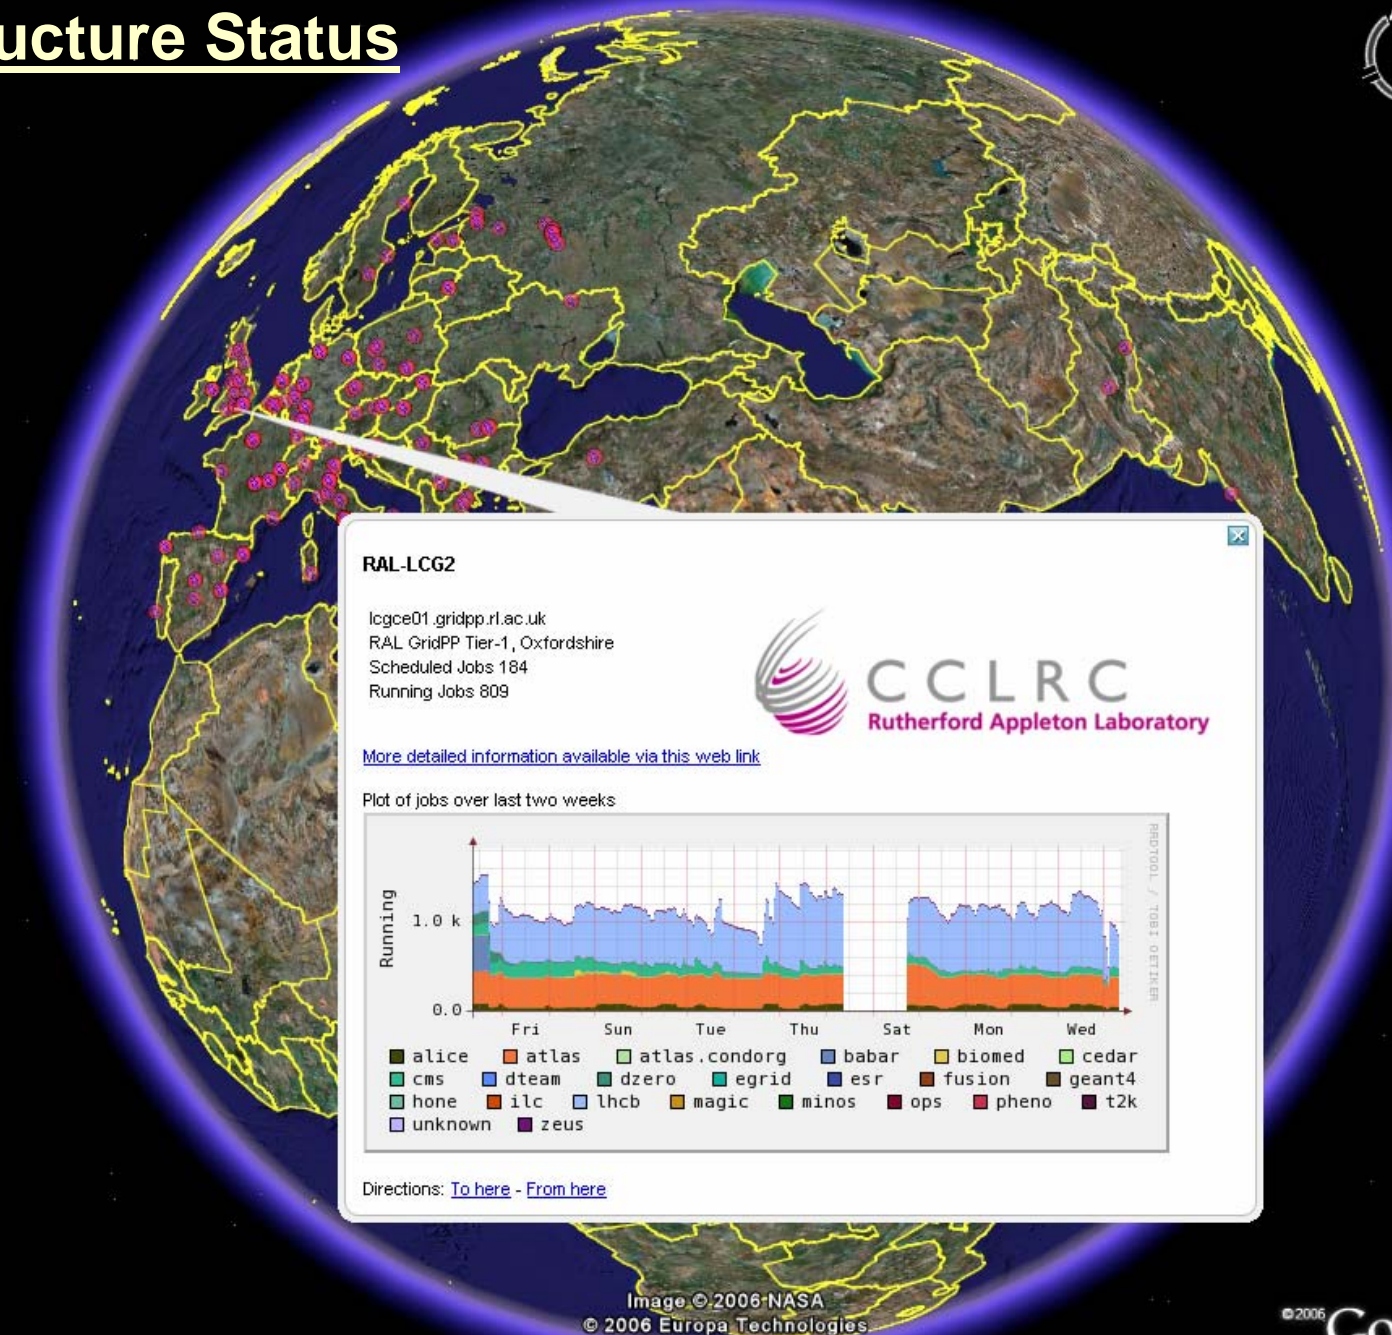 ucture Status
RAL-LCG2
lcgce01.gridpp.rl.ac.uk
RAL GridPP Tier-1, Oxfordshire
Scheduled Jobs 184
Running Jobs 809
CCLRC
Rutherford Appleton Laboratory
More detailed information available via this web link
Plot of jobs over last two weeks
RRDTOOL / TOBI OETIKER
Running
1.0 k
0.0
Fri Sun Tue Thu Sat Mon Wed
alice atlas atlas.condorg babar biomed cedar
cms dteam dzero egrid esr fusion geant4
hone ilc lhcb magic minos ops pheno t2k
unknown zeus
Directions: To here - From here
Image © 2006 NASA
© 2006 Europa Technologies
©2006 Go